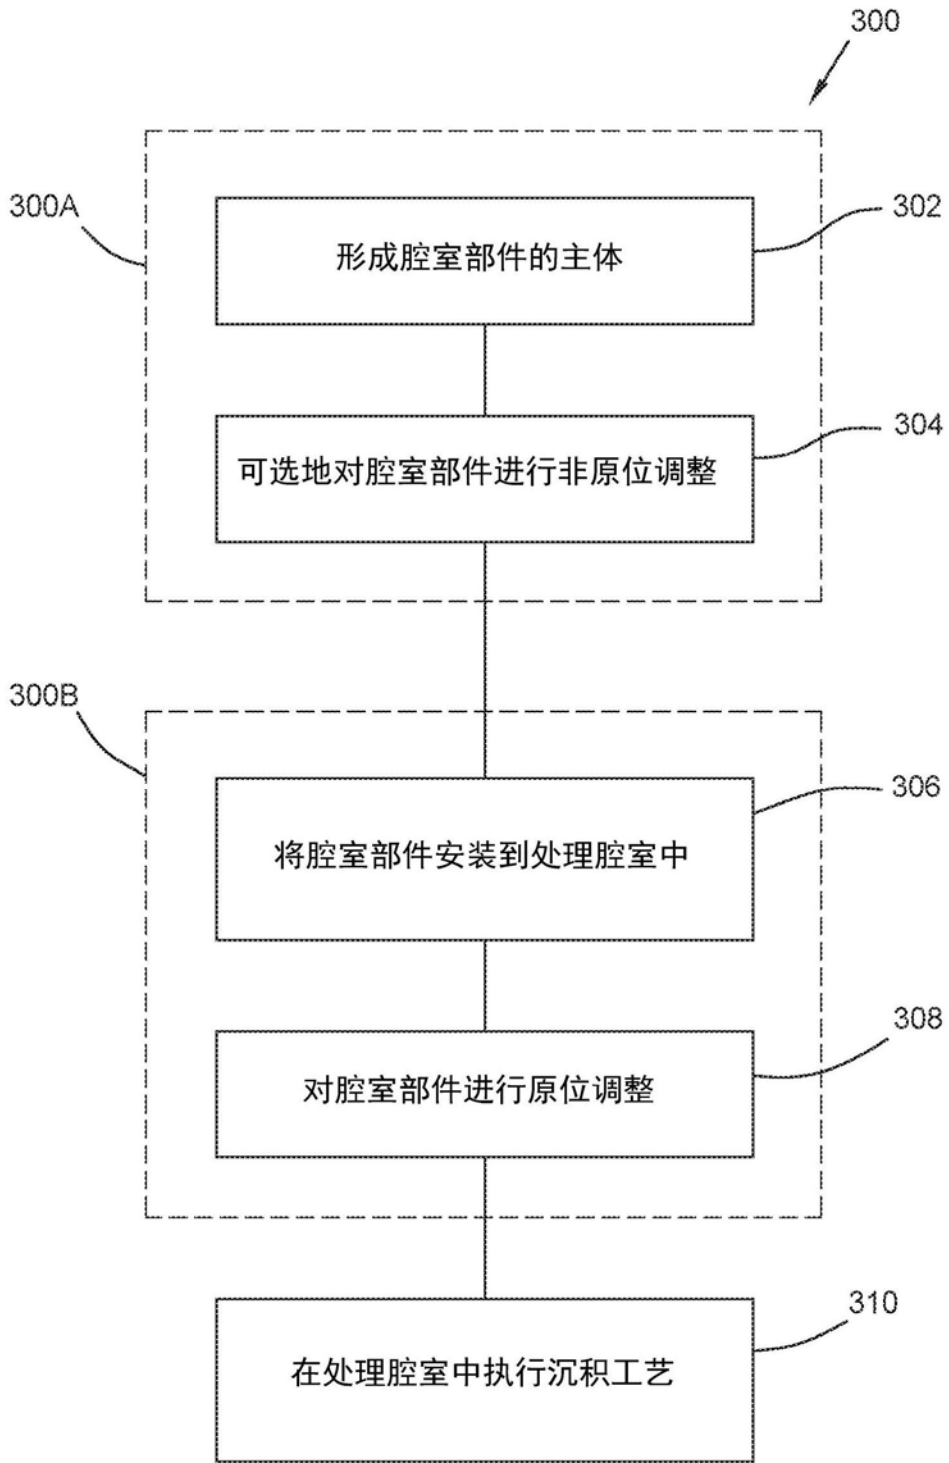 300
300A
302
形成腔室部件的主体
304
可选地对腔室部件进行非原位调整
300B
306
将腔室部件安装到处理腔室中
308
对腔室部件进行原位调整
310
在处理腔室中执行沉积工艺